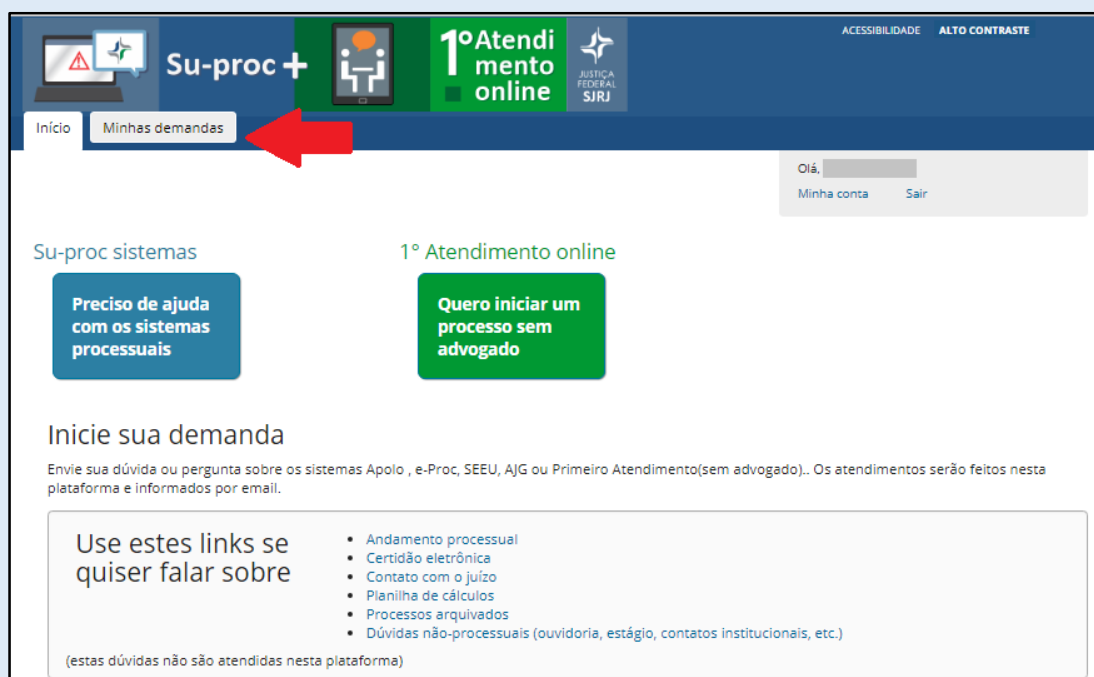 ACESSIBILIDADE ALTO CONTRASTE
Su-proc +
1º Atendi
mento
online
JUSTIÇA
FEDERAL
SJRJ
Início Minhas demandas
Olá,
Minha conta Sair
Su-proc sistemas
Preciso de ajuda
com os sistemas
processuais
1° Atendimento online
Quero iniciar um
processo sem
advogado
Inicie sua demanda
Envie sua dúvida ou pergunta sobre os sistemas Apolo , e-Proc, SEEU, AJG ou Primeiro Atendimento(sem advogado).. Os atendimentos serão feitos nesta
plataforma e informados por email.
Use estes links se
quiser falar sobre
• Andamento processual
• Certidão eletrônica
• Contato com o juízo
• Planilha de cálculos
• Processos arquivados
• Dúvidas não-processuais (ouvidoria, estágio, contatos institucionais, etc.)
(estas dúvidas não são atendidas nesta plataforma)